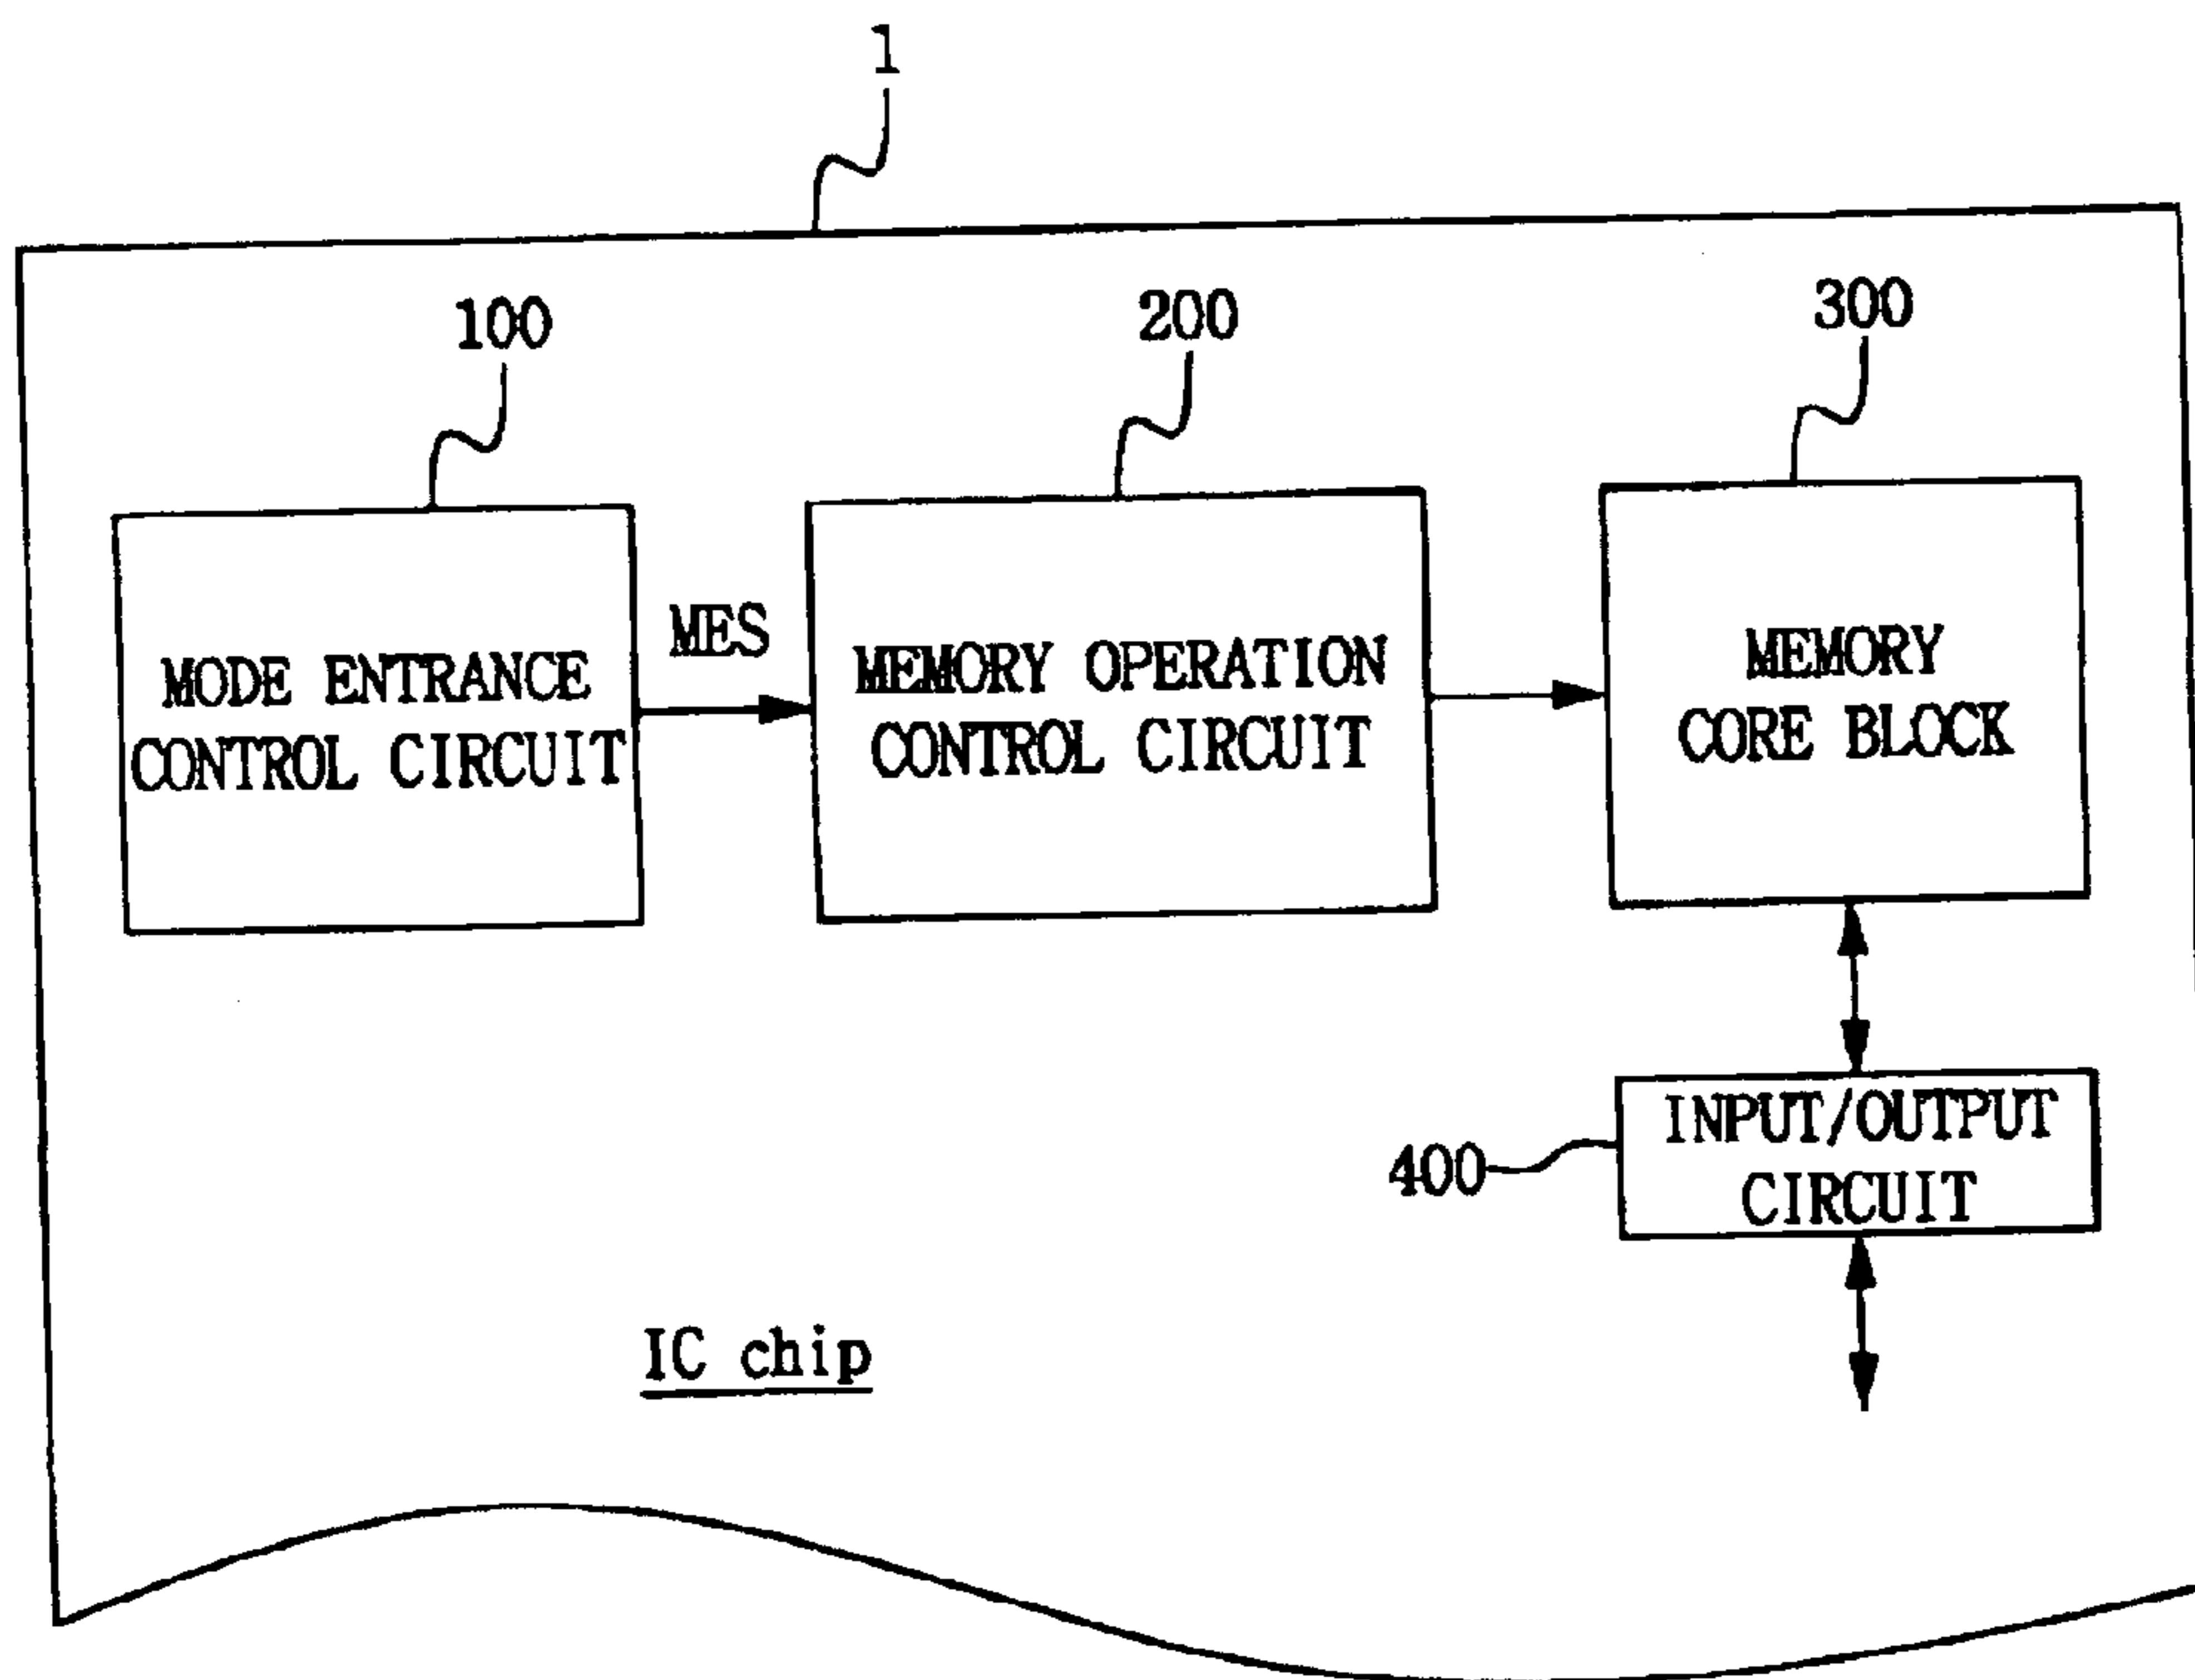 1
100
200
300
MODE ENTRANCE
CONTROL CIRCUIT
MES
MEMORY OPERATION
CONTROL CIRCUIT
MEMORY
CORE BLOCK
400
INPUT/OUTPUT
CIRCUIT
IC chip